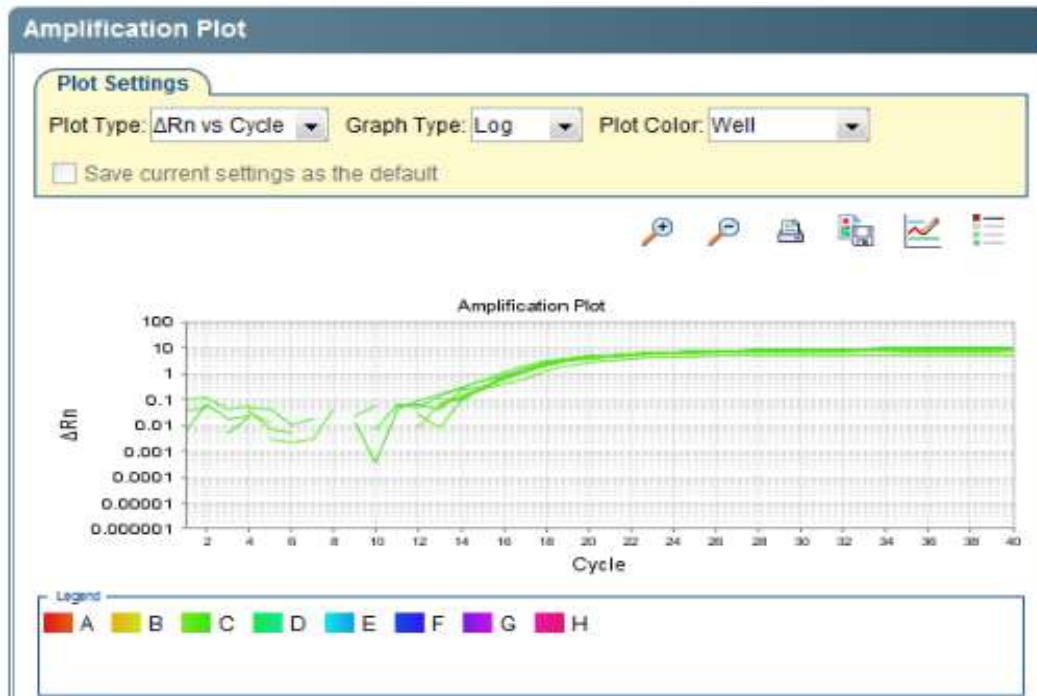 Amplification Plot
Plot Settings
Plot Type: ΔRn vs Cycle Graph Type: Log Plot Color: Well
Save current settings as the default
Amplification Plot
100
10
1
0.1
0.01
0.001
0.0001
0.00001
0.000001
ΔRn
2 4 6 8 10 12 14 16 18 20 22 24 26 28 30 32 34 36 38 40
Cycle
Legend
A B C D E F G H